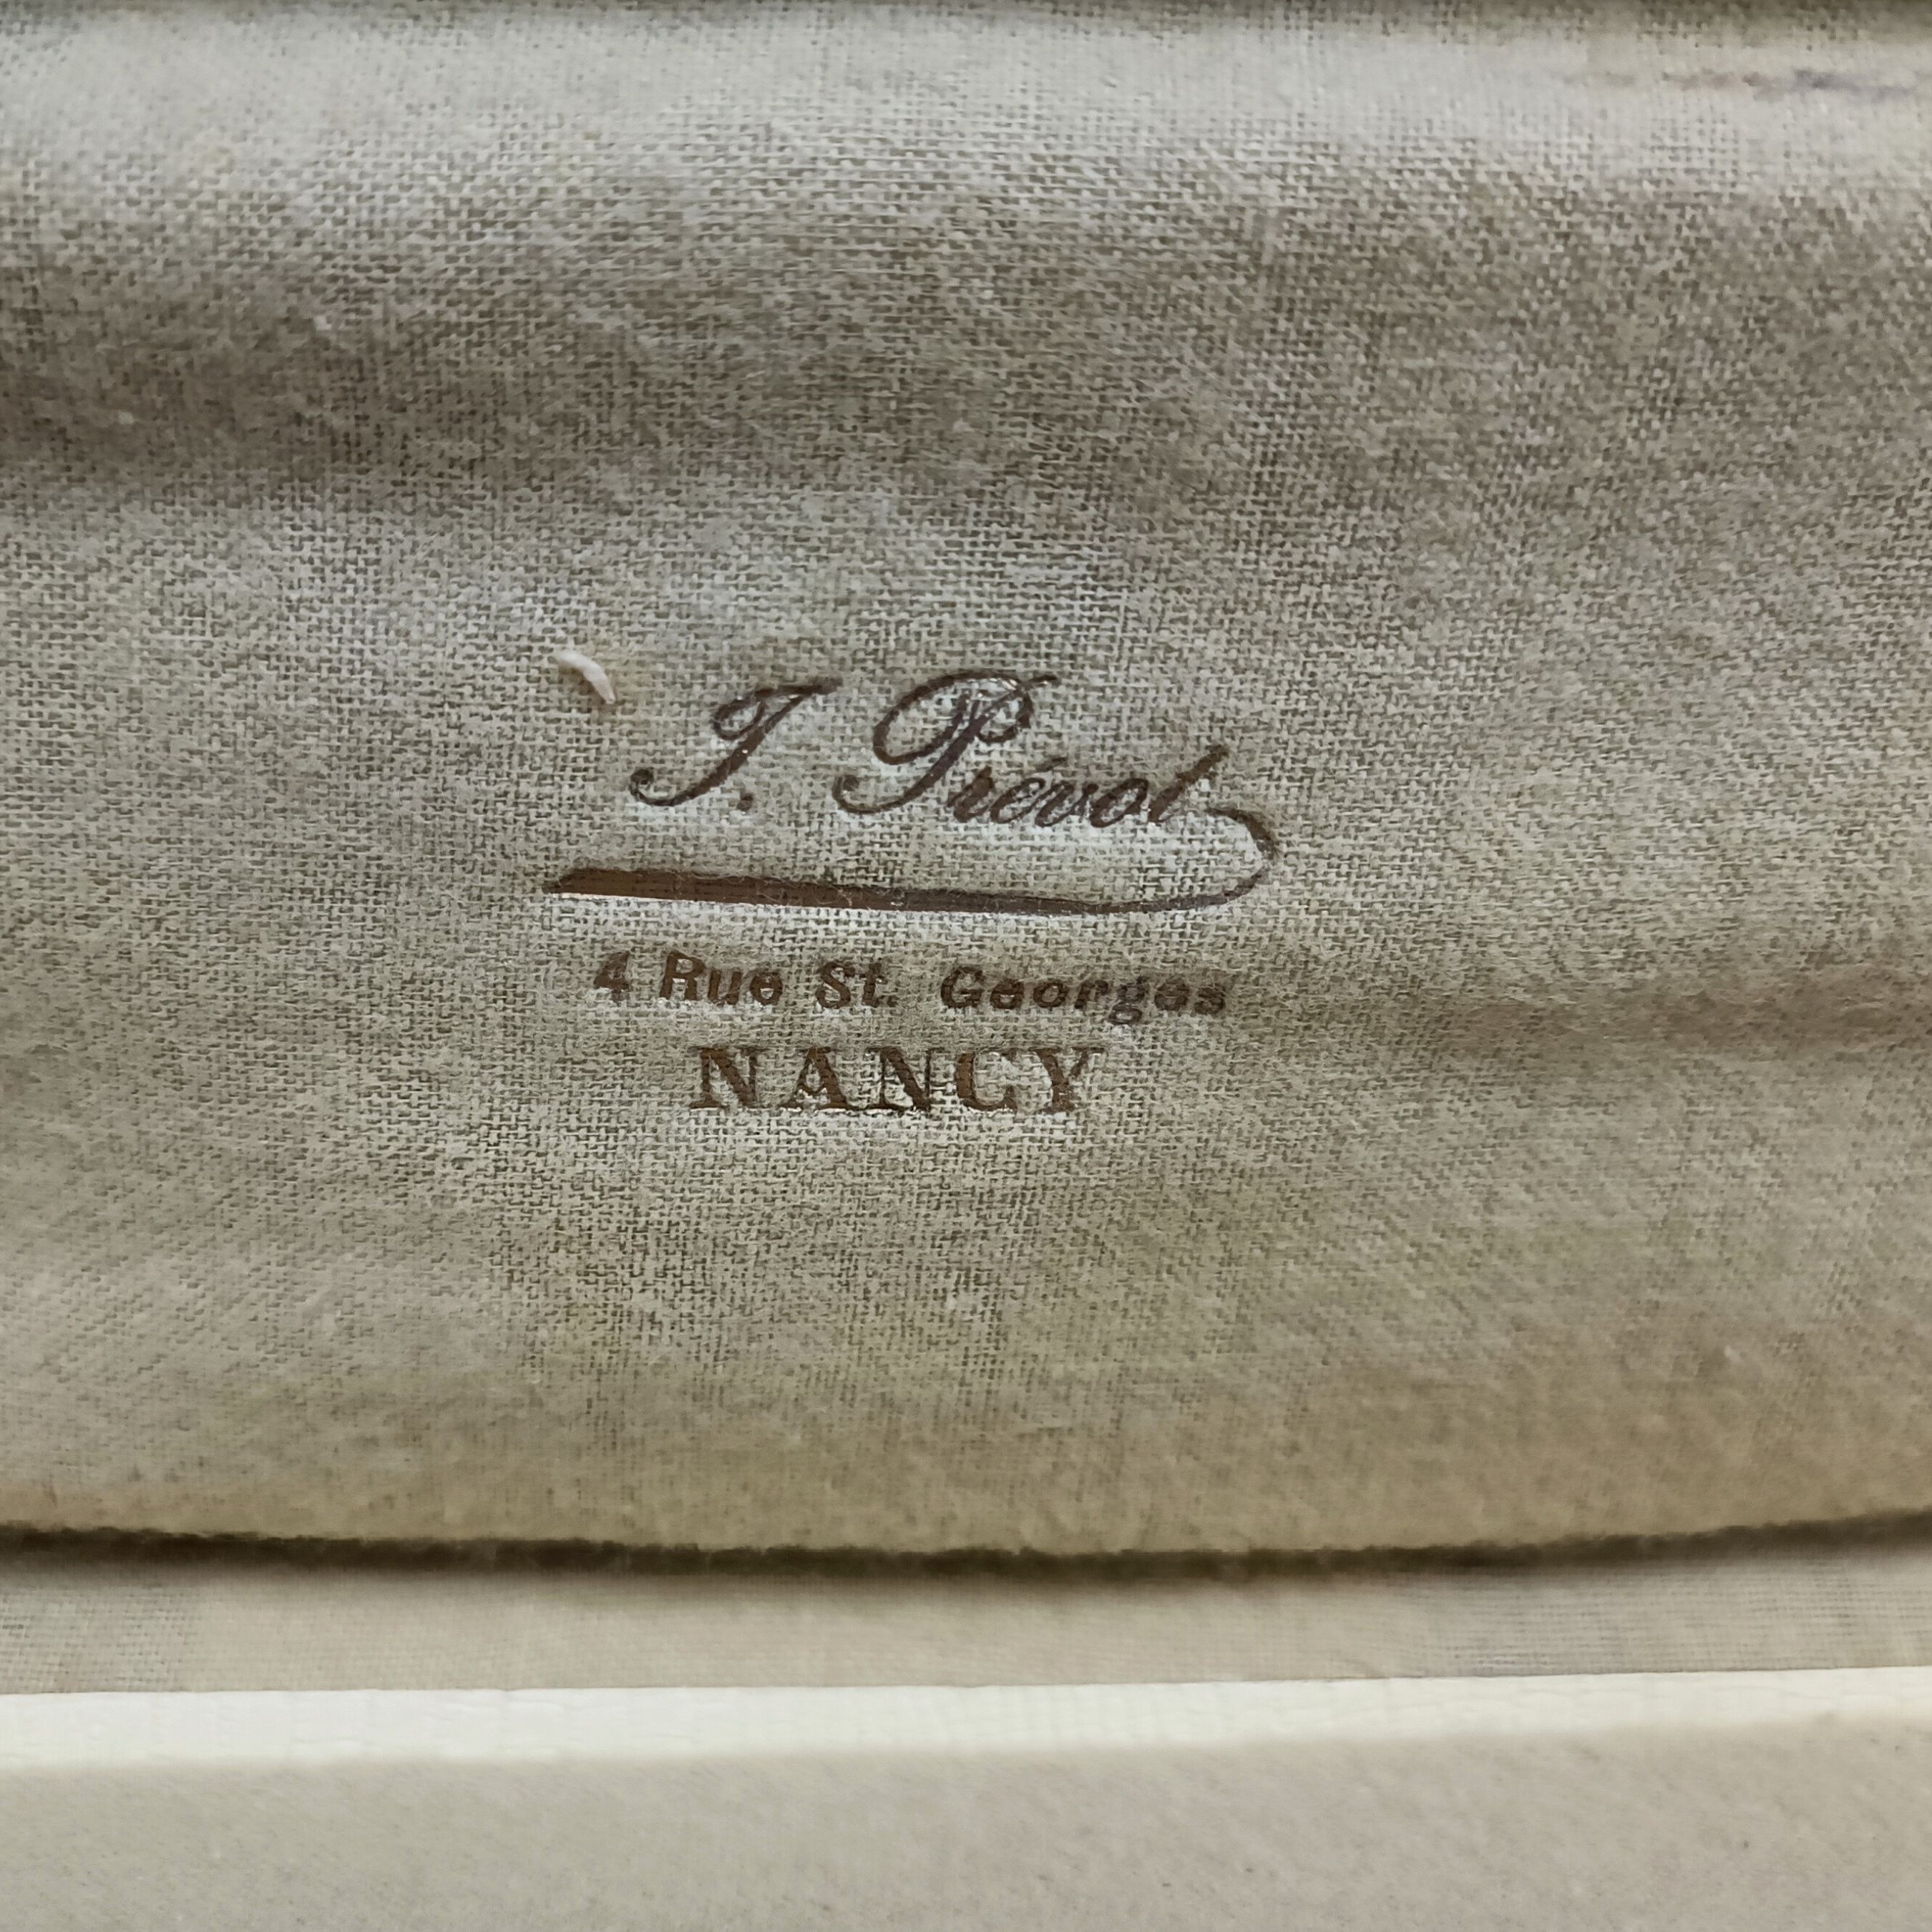 J. Prévot
4 Rue St. Georges
NANCY